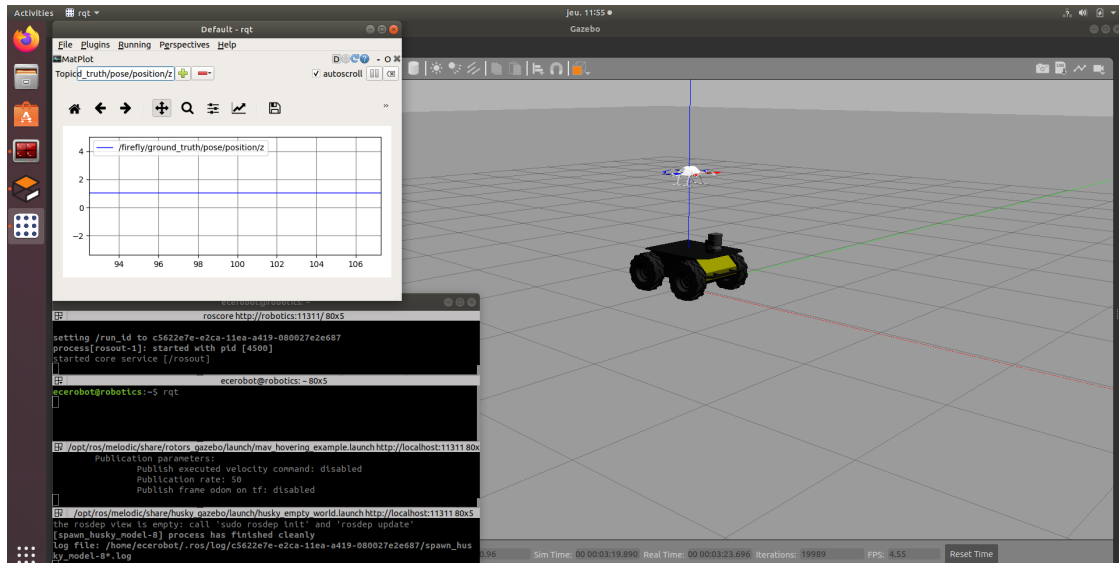 Activities
rqt
jeu. 11:55
Default - rqt
Gazebo
File Plugins Running Perspectives Help
MatPlot
D
- O
Topic d_truth/pose/position/z
autoscroll
»
/firefly/ground_truth/pose/position/z
4
2
0
−2
94 96 98 100 102 104 106
ecerobot@robotics: ~
roscore http://robotics:11311/ 80x5
setting /run_id to c5622e7e-e2ca-11ea-a419-080027e2e687
process[rosout-1]: started with pid [4500]
started core service [/rosout]
ecerobot@robotics: ~ 80x5
ecerobot@robotics:~$ rqt
/opt/ros/melodic/share/rotors_gazebo/launch/mav_hovering_example.launch http://localhost:11311 80x
Publication parameters:
Publish executed velocity command: disabled
Publication rate: 50
Publish frame odom on tf: disabled
/opt/ros/melodic/share/husky_gazebo/launch/husky_empty_world.launch http://localhost:11311 80x5
the rosdep view is empty: call 'sudo rosdep init' and 'rosdep update'
[spawn_husky_model-8] process has finished cleanly
log file: /home/ecerobot/.ros/log/c5622e7e-e2ca-11ea-a419-080027e2e687/spawn_hus
ky_model-8*.log
0.96 Sim Time: 00 00:03:19.890 Real Time: 00 00:03:23.696 Iterations: 19989 FPS: 4.55 Reset Time